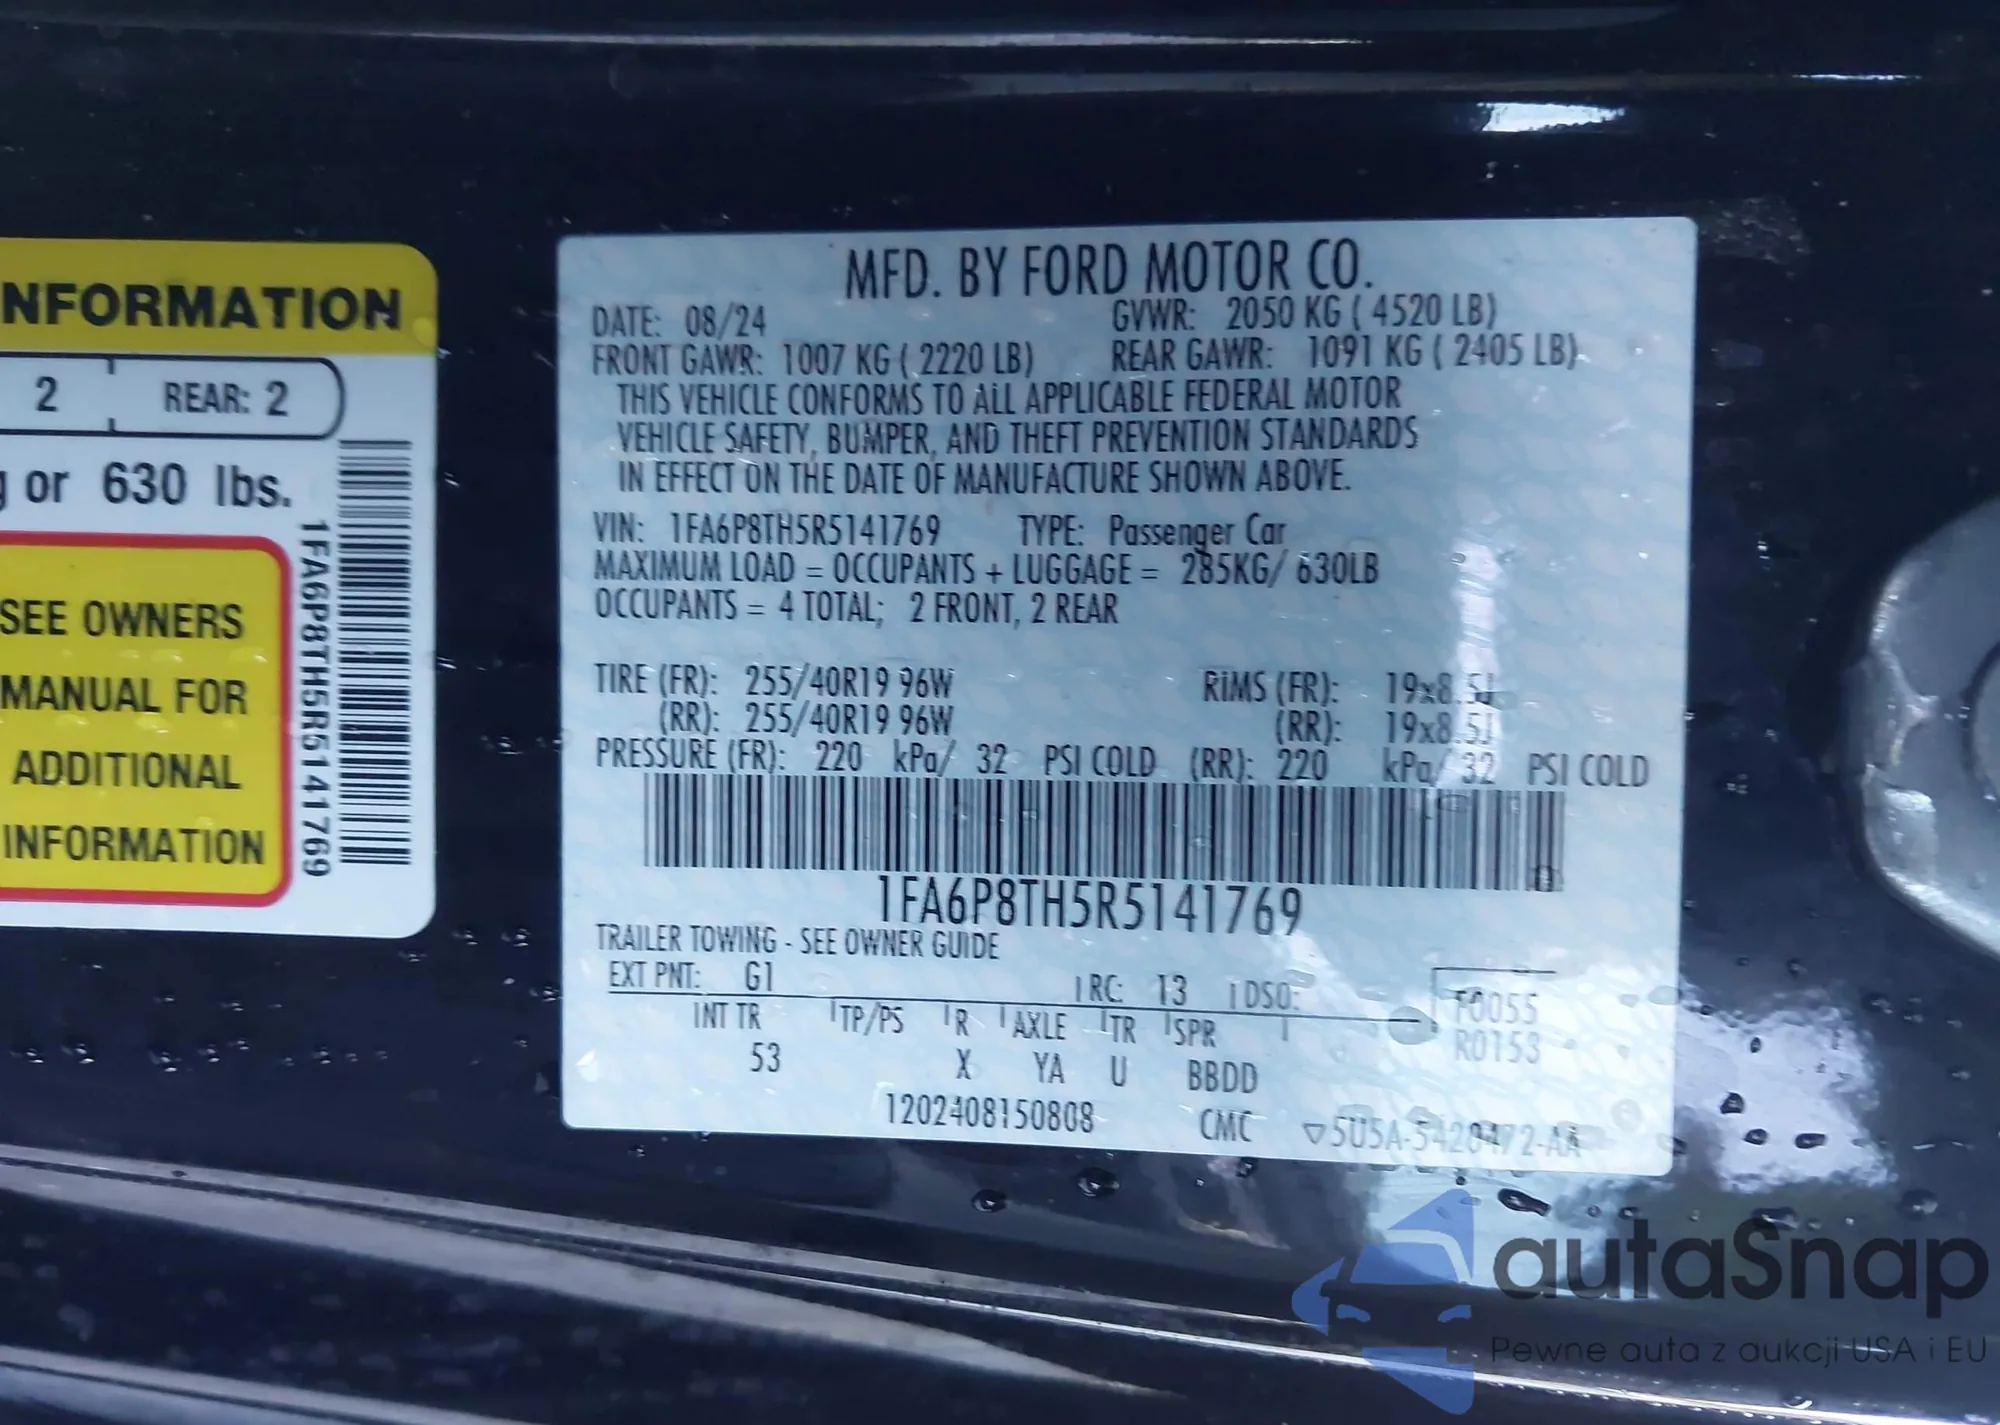 NFORMATION
2 REAR: 2
or 630 lbs.
SEE OWNERS
MANUAL FOR
ADDITIONAL
INFORMATION
1FA6P8TH5R5141769
MFD. BY FORD MOTOR CO.
DATE: 08/24 GVWR: 2050 KG ( 4520 LB)
FRONT GAWR: 1007 KG ( 2220 LB) REAR GAWR: 1091 KG ( 2405 LB)
THIS VEHICLE CONFORMS TO ALL APPLICABLE FEDERAL MOTOR
VEHICLE SAFETY, BUMPER, AND THEFT PREVENTION STANDARDS
IN EFFECT ON THE DATE OF MANUFACTURE SHOWN ABOVE.
VIN: 1FA6P8TH5R5141769 TYPE: Passenger Car
MAXIMUM LOAD = OCCUPANTS + LUGGAGE = 285KG/ 630LB
OCCUPANTS = 4 TOTAL; 2 FRONT, 2 REAR
TIRE (FR): 255/40R19 96W RIMS (FR): 19x8.5J
(RR): 255/40R19 96W (RR): 19x8.5J
PRESSURE (FR): 220 kPa/ 32 PSI COLD (RR): 220 kPa/ 32 PSI COLD
1FA6P8TH5R5141769
TRAILER TOWING - SEE OWNER GUIDE
EXT PNT: G1 RC: 13 DSO:
F0055
INT TR TP/PS R AXLE TR SPR
R0153
53 X YA U BBDD
1202408150808 CMC ▽5U5A-5420472-AA
autaSnap
Pewne auta z aukcji USA i EU